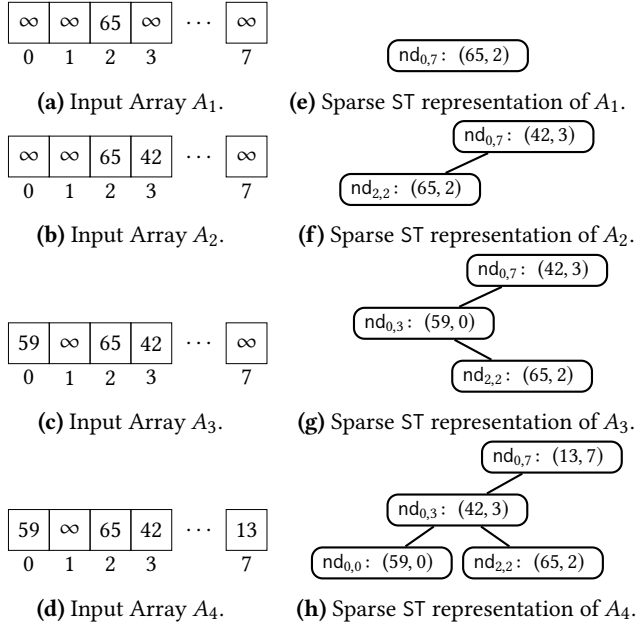 ∞ ∞ 65 ∞ ··· ∞
0 1 2 3 7
(a) Input Array A₁.
nd₀,₇: (65, 2)
(e) Sparse ST representation of A₁.
∞ ∞ 65 42 ··· ∞
0 1 2 3 7
(b) Input Array A₂.
nd₀,₇: (42, 3)
nd₂,₂: (65, 2)
(f) Sparse ST representation of A₂.
59 ∞ 65 42 ··· ∞
0 1 2 3 7
(c) Input Array A₃.
nd₀,₇: (42, 3)
nd₀,₃: (59, 0)
nd₂,₂: (65, 2)
(g) Sparse ST representation of A₃.
59 ∞ 65 42 ··· 13
0 1 2 3 7
(d) Input Array A₄.
nd₀,₇: (13, 7)
nd₀,₃: (42, 3)
nd₀,₀: (59, 0) nd₂,₂: (65, 2)
(h) Sparse ST representation of A₄.